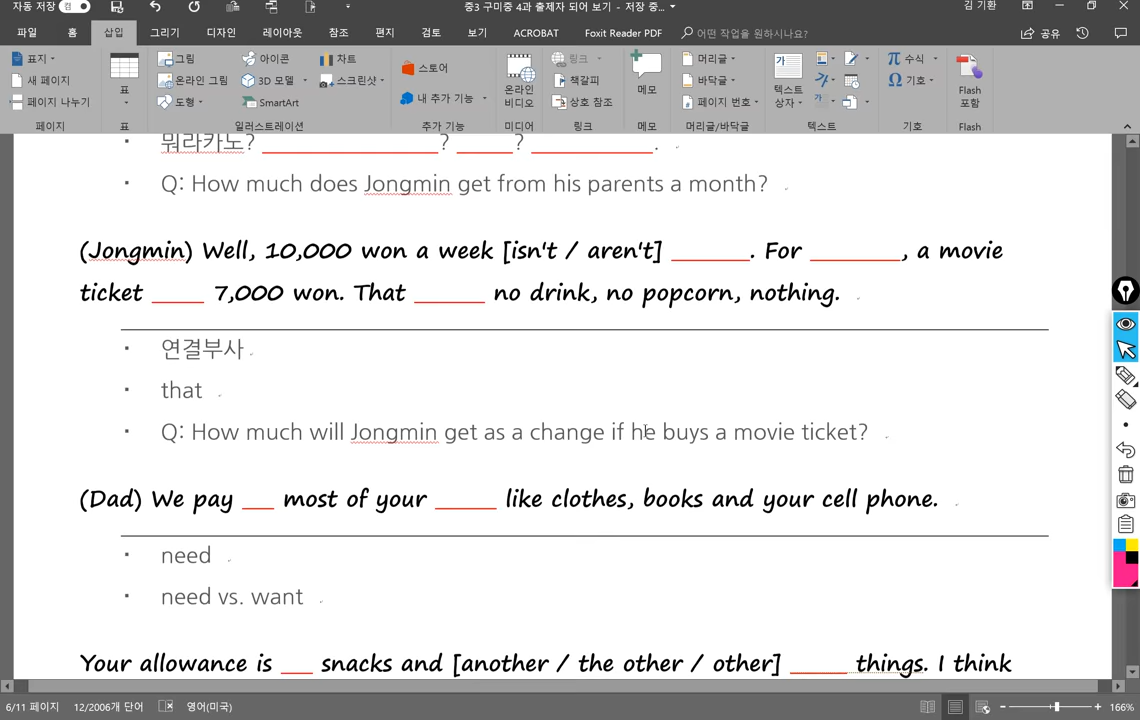 자동 저장 켬 중3 구미중 4과 출제자 되어 보기 - 저장 중... 김 기환
파일 홈 삽입 그리기 디자인 레이아웃 참조 편지 검토 보기 ACROBAT Foxit Reader PDF 어떤 작업을 원하시나요? 공유
표지
새 페이지
페이지 나누기
페이지
표
표
그림
온라인 그림
도형
아이콘
3D 모델
SmartArt
차트
스크린샷
일러스트레이션
스토어
내 추가 기능
추가 기능
온라인 비디오
미디어
링크
책갈피
상호 참조
링크
메모
메모
머리글
바닥글
페이지 번호
머리글/바닥글
텍스트 상자
텍스트
수식
기호
기호
Flash 포함
Flash
뭐라카노? ____? ____? ____.
Q: How much does Jongmin get from his parents a month?
(Jongmin) Well, 10,000 won a week [isn't / aren't] ____. For ____, a movie
ticket ____ 7,000 won. That ____ no drink, no popcorn, nothing.
연결부사
that
Q: How much will Jongmin get as a change if he buys a movie ticket?
(Dad) We pay ____ most of your ____ like clothes, books and your cell phone.
need
need vs. want
Your allowance is ____ snacks and [another / the other / other] ____ things. I think
6/11 페이지 12/2006개 단어 영어(미국) 166%